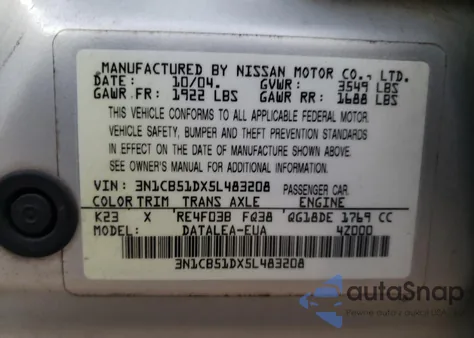 MANUFACTURED BY NISSAN MOTOR CO., LTD.
DATE: 10/04. GVWR: 3549 LBS
GAWR FR: 1922 LBS GAWR RR: 1688 LBS
THIS VEHICLE CONFORMS TO ALL APPLICABLE FEDERAL MOTOR
VEHICLE SAFETY, BUMPER AND THEFT PREVENTION STANDARDS
IN EFFECT ON THE DATE OF MANUFACTURE SHOWN ABOVE.
SEE OWNER'S MANUAL FOR ADDITIONAL INFORMATION.
VIN: 3N1CB51DX5L483208 PASSENGER CAR
COLOR TRIM TRANS AXLE ENGINE
K23 X RE4F03B FQ38 QG18DE 1769 CC
MODEL: DATALEA-EUA 42000
3N1CB51DX5L483208
autoSnap